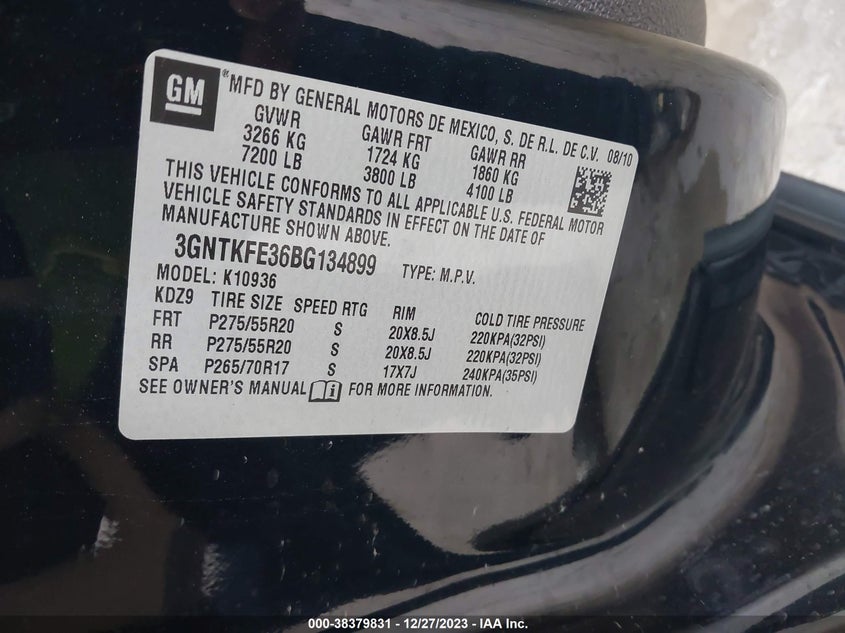 GM
®MFD BY GENERAL MOTORS DE MEXICO, S. DE R.L. DE C.V. 08/10
GVWR GAWR FRT GAWR RR
3266 KG 1724 KG 1860 KG
7200 LB 3800 LB 4100 LB
THIS VEHICLE CONFORMS TO ALL APPLICABLE U.S. FEDERAL MOTOR
VEHICLE SAFETY STANDARDS IN EFFECT ON THE DATE OF
MANUFACTURE SHOWN ABOVE.
3GNTKFE36BG134899 TYPE: M.P.V.
MODEL: K10936
KDZ9 TIRE SIZE SPEED RTG RIM COLD TIRE PRESSURE
FRT P275/55R20 S 20X8.5J 220KPA(32PSI)
RR P275/55R20 S 20X8.5J 220KPA(32PSI)
SPA P265/70R17 S 17X7J 240KPA(35PSI)
SEE OWNER'S MANUAL i FOR MORE INFORMATION.
000-38379831 - 12/27/2023 - IAA Inc.